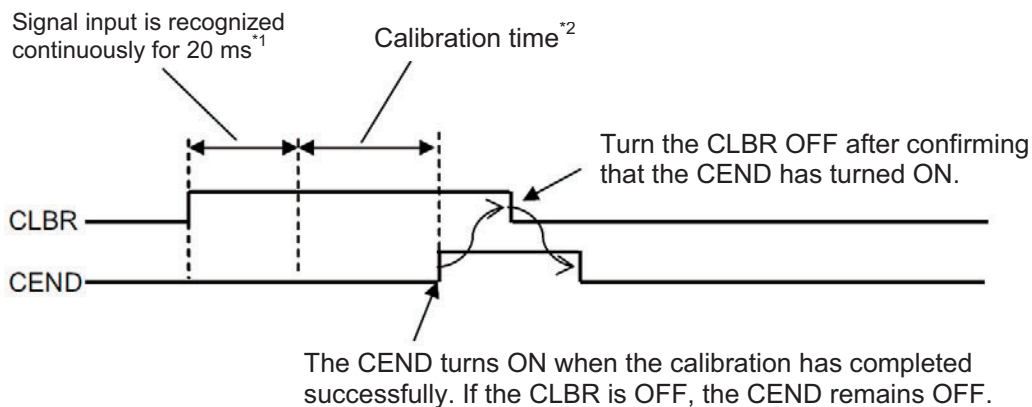 Signal input is recognized
continuously for 20 ms*1
Calibration time*2
Turn the CLBR OFF after confirming
that the CEND has turned ON.
CLBR
CEND
The CEND turns ON when the calibration has completed
successfully. If the CLBR is OFF, the CEND remains OFF.